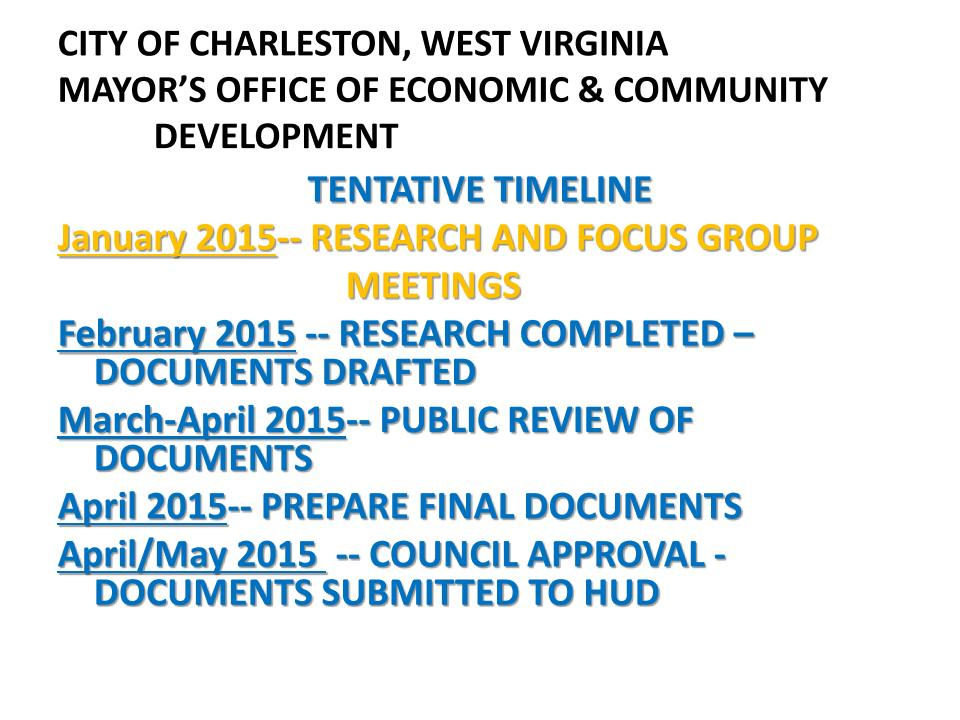 CITY OF CHARLESTON, WEST VIRGINIA
MAYOR’S OFFICE OF ECONOMIC & COMMUNITY
DEVELOPMENT
TENTATIVE TIMELINE
January 2015-- RESEARCH AND FOCUS GROUP
MEETINGS
February 2015 -- RESEARCH COMPLETED –
DOCUMENTS DRAFTED
March-April 2015-- PUBLIC REVIEW OF
DOCUMENTS
April 2015-- PREPARE FINAL DOCUMENTS
April/May 2015 -- COUNCIL APPROVAL -
DOCUMENTS SUBMITTED TO HUD